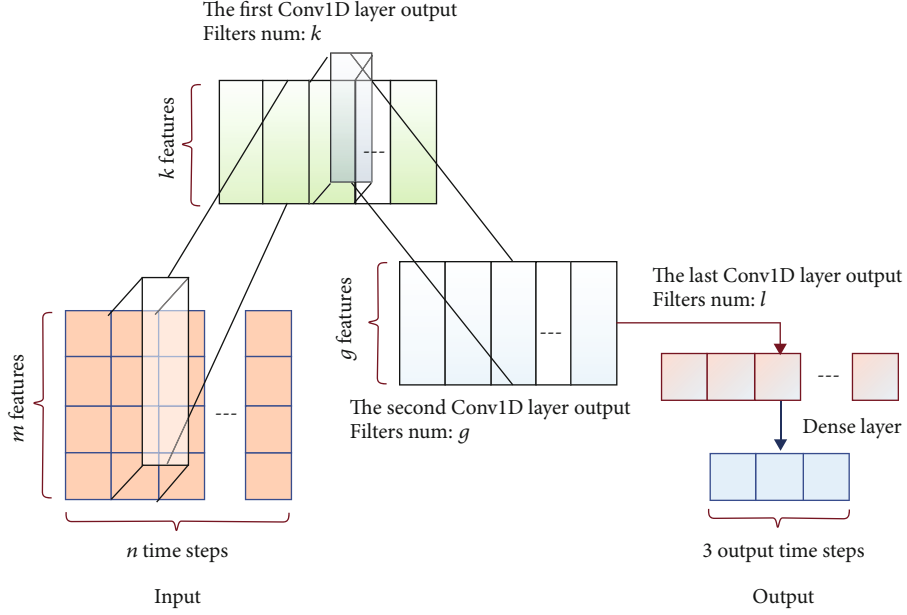 The first Conv1D layer output
Filters num: k
k features
g features
The last Conv1D layer output
Filters num: l
m features
---
---
---
---
The second Conv1D layer output
Filters num: g
Dense layer
n time steps
3 output time steps
Input
Output